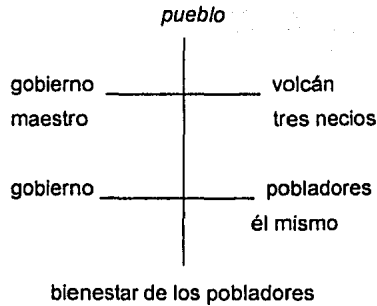 pueblo
gobierno volcán
maestro tres necios
gobierno pobladores
él mismo
bienestar de los pobladores